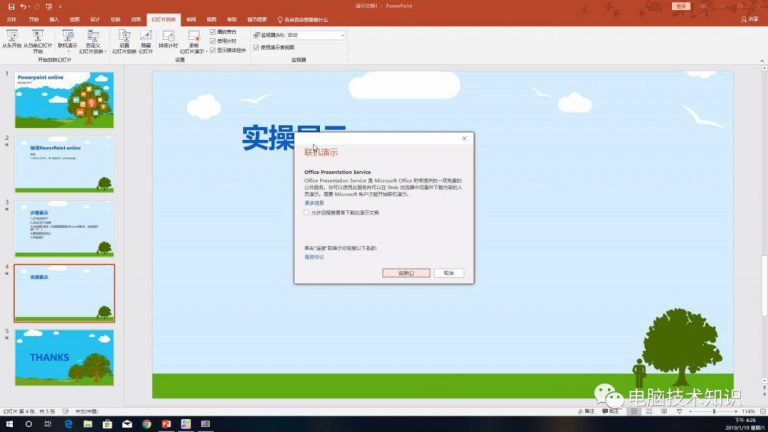 演示文稿1 - PowerPoint
登录
文件 开始 插入 绘图 设计 切换 动画 幻灯片放映 审阅 视图 帮助 情节提要 告诉我你想要做什么
共享
从头开始 从当前幻灯片开始 联机演示 自定义幻灯片放映
设置幻灯片放映 隐藏幻灯片 排练计时 录制幻灯片演示
播放旁白
使用计时
显示媒体控件
监视器(M): 自动
使用演示者视图
开始放映幻灯片 设置 监视器
1
Powerpoint online
2
使用PowerPoint online
3
步骤展示
4
实操展示
5
THANKS
实操展示
联机演示
Office Presentation Service
Office Presentation Service 是 Microsoft Office 附带提供的一项免费的
公共服务。你可以使用此服务向可以在 Web 浏览器中观看并下载内容的人
员演示。需要 Microsoft 帐户才能开始联机演示。
更多信息
允许远程查看者下载此演示文稿
单击“连接”即表示你同意以下条款:
服务协议
连接(C) 取消
幻灯片 第 4 张，共 5 张 中文(中国)
备注 批注 114%
电脑技术知识
下午 4:28
2019/1/19 星期六